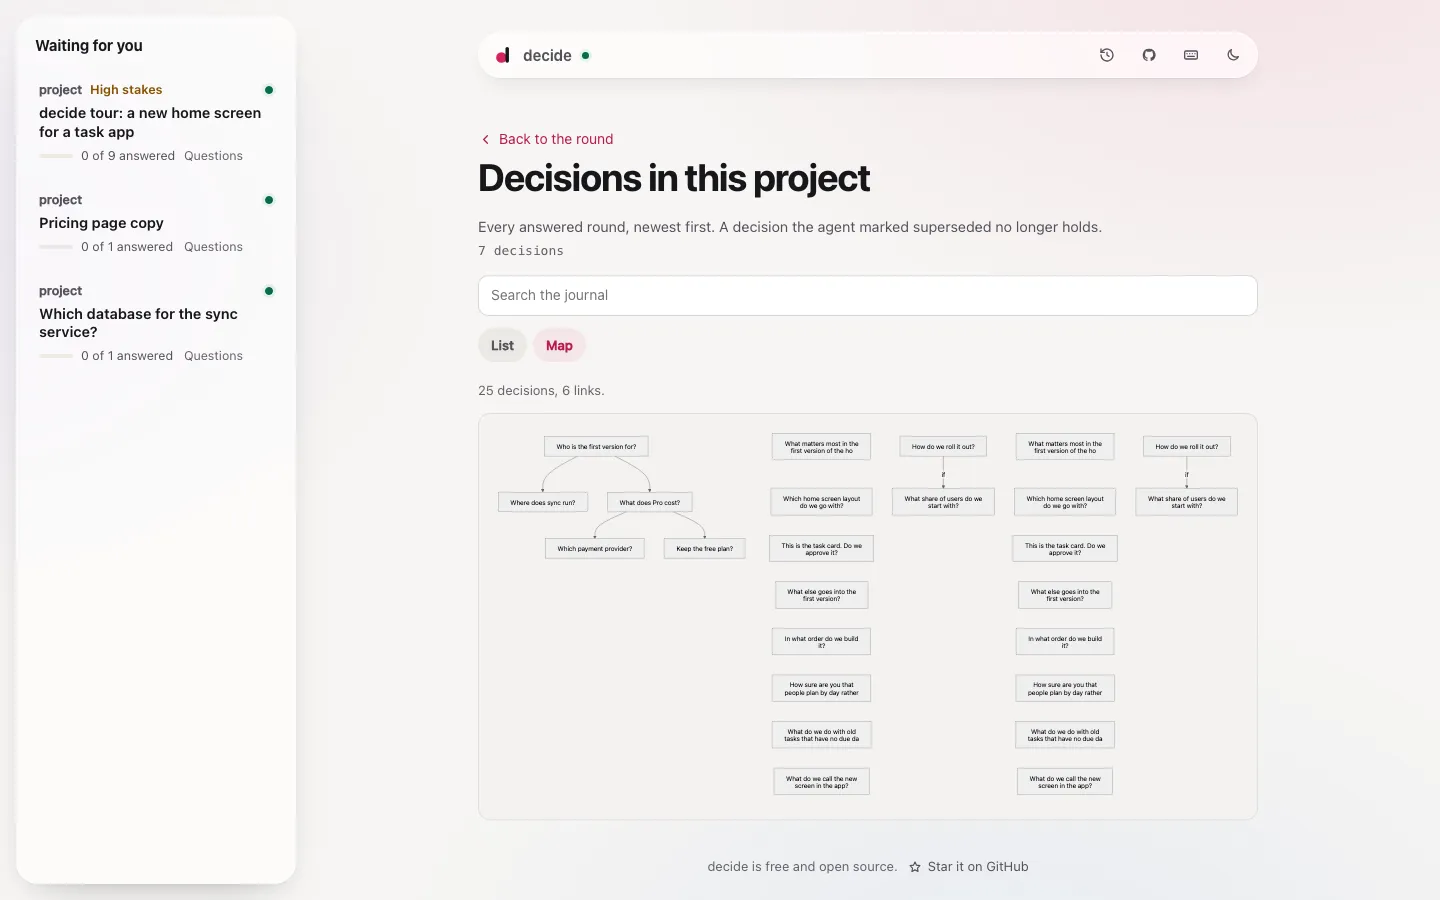 Waiting for you
project High stakes
decide tour: a new home screen
for a task app
0 of 9 answered Questions
project
Pricing page copy
0 of 1 answered Questions
project
Which database for the sync
service?
0 of 1 answered Questions
decide
Back to the round
Decisions in this project
Every answered round, newest first. A decision the agent marked superseded no longer holds.
7 decisions
Search the journal
List Map
25 decisions, 6 links.
Who is the first version for?
Where does sync run?
What does Pro cost?
Which payment provider?
Keep the free plan?
What matters most in the
first version of the ho
Which home screen layout
do we go with?
This is the task card. Do we
approve it?
What else goes into the
first version?
In what order do we build
it?
How sure are you that
people plan by day rather
What do we do with old
tasks that have no due da
What do we call the new
screen in the app?
How do we roll it out?
if
What share of users do we
start with?
What matters most in the
first version of the ho
Which home screen layout
do we go with?
This is the task card. Do we
approve it?
What else goes into the
first version?
In what order do we build
it?
How sure are you that
people plan by day rather
What do we do with old
tasks that have no due da
What do we call the new
screen in the app?
How do we roll it out?
if
What share of users do we
start with?
decide is free and open source. Star it on GitHub